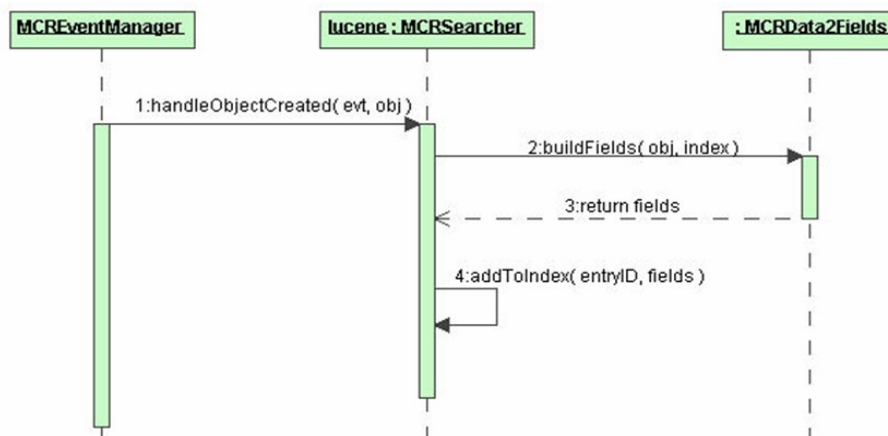 MCREventManager
lucene : MCRSearcher
: MCRData2Fields
1:handleObjectCreated( evt, obj )
2:buildFields( obj, index )
3:return fields
4:addToIndex( entryID, fields )